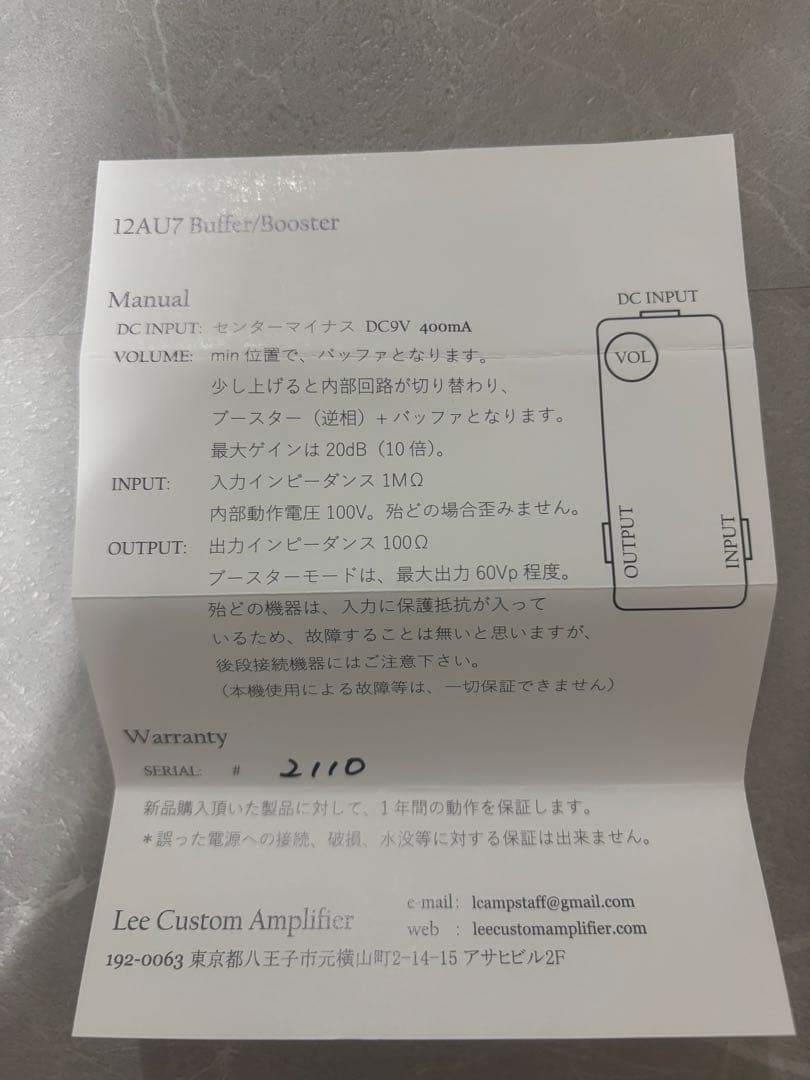 12AU7 Buffer/Booster
Manual
DC INPUT: センターマイナス DC9V 400mA
VOLUME: min 位置で、バッファとなります。
少し上げると内部回路が切り替わり、
ブースター（逆相）+ バッファとなります。
最大ゲインは 20dB（10 倍）。
INPUT: 入力インピーダンス 1MΩ
内部動作電圧 100V。殆どの場合歪みません。
OUTPUT: 出力インピーダンス 100Ω
ブースターモードは、最大出力 60Vp 程度。
殆どの機器は、入力に保護抵抗が入って
いるため、故障することは無いと思いますが、
後段接続機器にはご注意下さい。
（本機使用による故障等は、一切保証できません）
DC INPUT
VOL
OUTPUT
INPUT
Warranty
SERIAL: # 2110
新品購入頂いた製品に対して、1 年間の動作を保証します。
＊誤った電源への接続、破損、水没等に対する保証は出来ません。
Lee Custom Amplifier
e-mail: lcampstaff@gmail.com
web : leecustomamplifier.com
192-0063 東京都八王子市元横山町2-14-15 アサヒビル2F